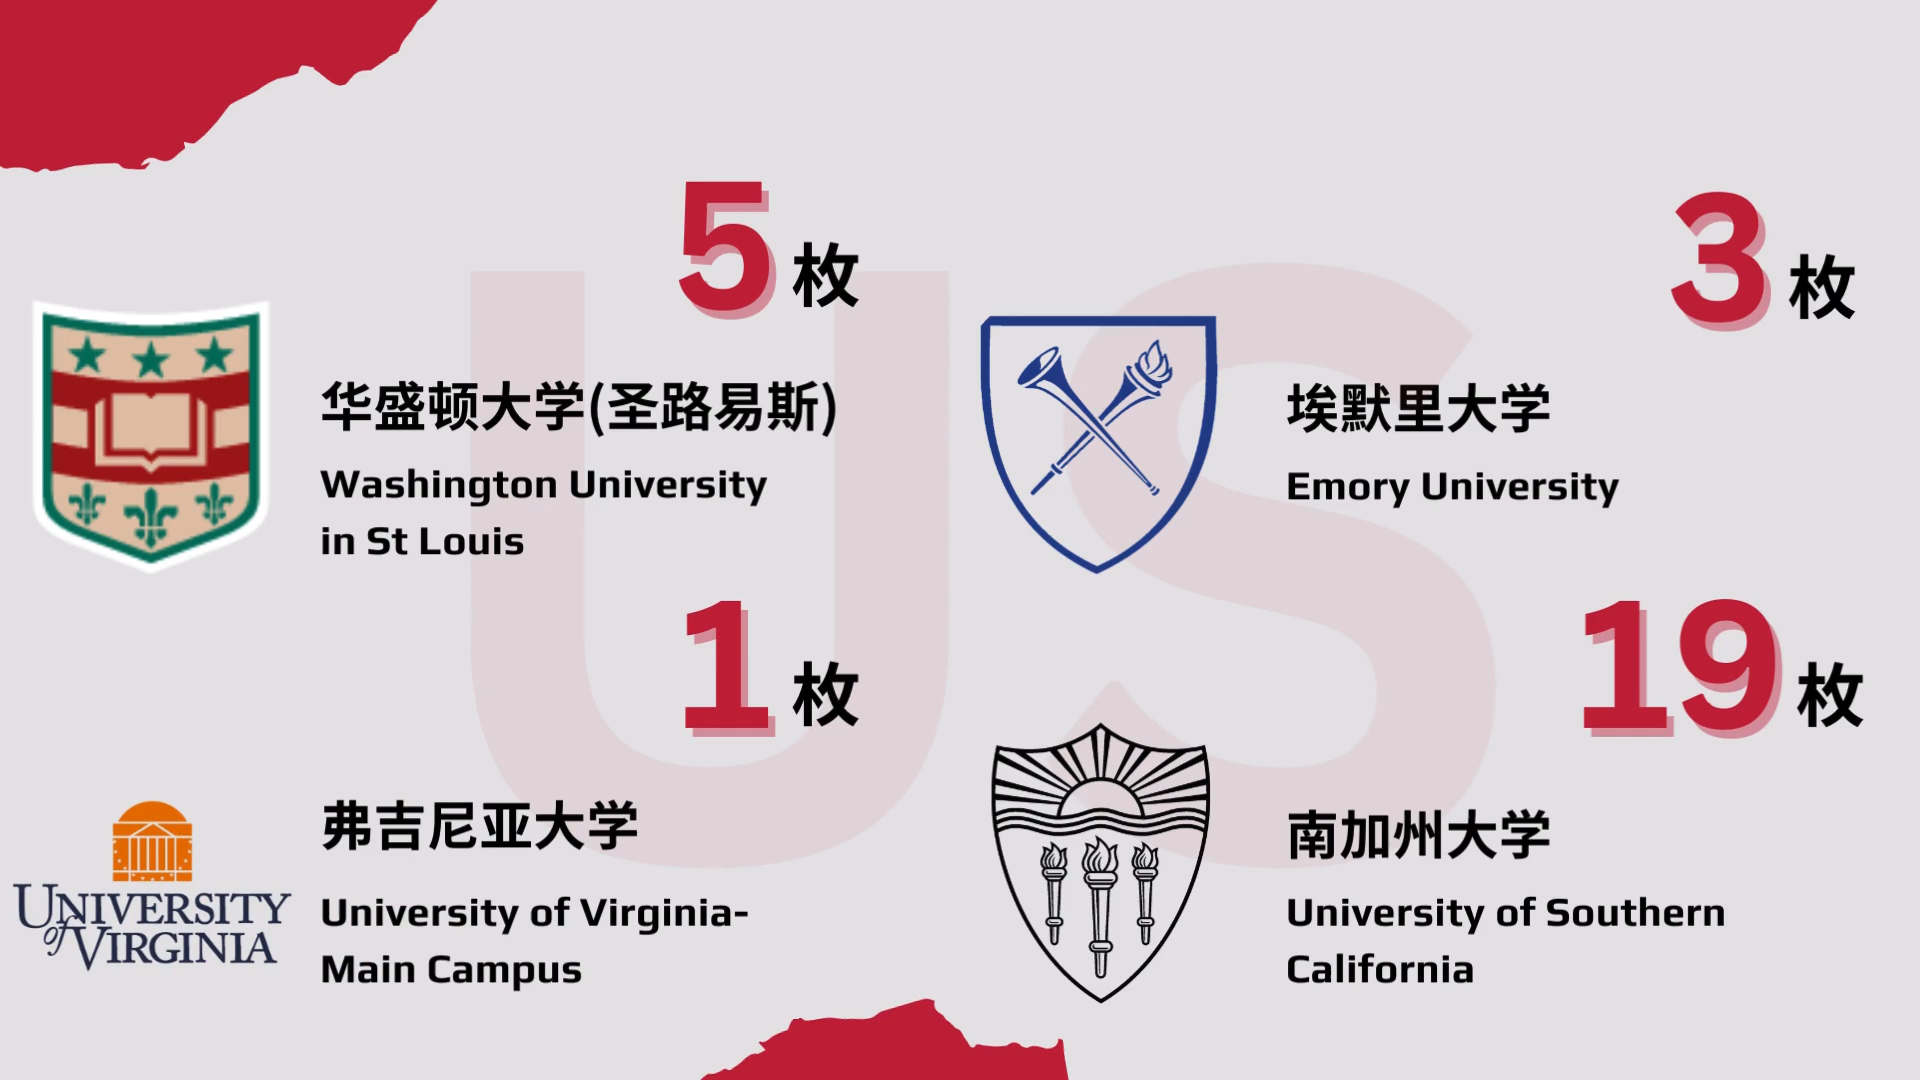 5枚
华盛顿大学(圣路易斯)
Washington University
in St Louis
3枚
埃默里大学
Emory University
1枚
UNIVERSITY
of VIRGINIA
弗吉尼亚大学
University of Virginia-
Main Campus
19枚
南加州大学
University of Southern
California
US